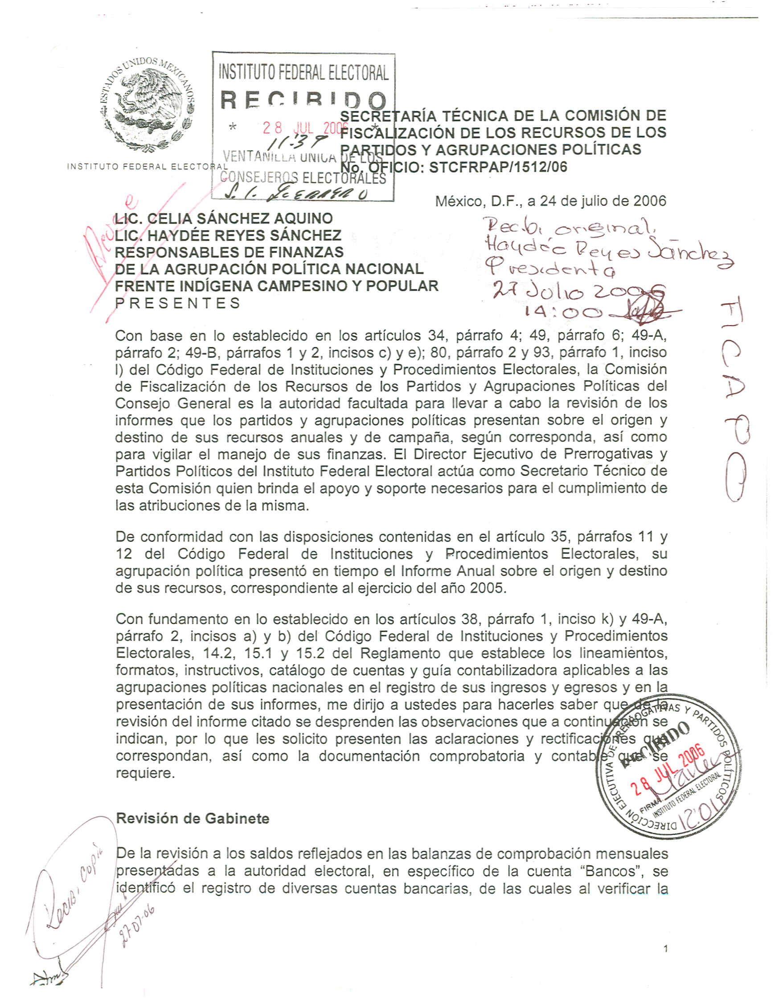 ESTADOS UNIDOS MEXICANOS
INSTITUTO FEDERAL ELECTORAL
INSTITUTO FEDERAL ELECTORAL
RECIBIDO
* 28 JUL 2006 *
11:39
VENTANILLA UNICA DE LOS
CONSEJEROS ELECTORALES
SECRETARÍA TÉCNICA DE LA COMISIÓN DE
FISCALIZACIÓN DE LOS RECURSOS DE LOS
PARTIDOS Y AGRUPACIONES POLÍTICAS
No. OFICIO: STCFRPAP/1512/06
México, D.F., a 24 de julio de 2006
Acuse
LIC. CELIA SÁNCHEZ AQUINO
LIC. HAYDÉE REYES SÁNCHEZ
RESPONSABLES DE FINANZAS
DE LA AGRUPACIÓN POLÍTICA NACIONAL
FRENTE INDÍGENA CAMPESINO Y POPULAR
P R E S E N T E S
Recibi original.
Haydée Reyes Sánchez
Presidenta
27 Julio 2006
14:00
FICAPO
Con base en lo establecido en los artículos 34, párrafo 4; 49, párrafo 6; 49-A,
párrafo 2; 49-B, párrafos 1 y 2, incisos c) y e); 80, párrafo 2 y 93, párrafo 1, inciso
l) del Código Federal de Instituciones y Procedimientos Electorales, la Comisión
de Fiscalización de los Recursos de los Partidos y Agrupaciones Políticas del
Consejo General es la autoridad facultada para llevar a cabo la revisión de los
informes que los partidos y agrupaciones políticas presentan sobre el origen y
destino de sus recursos anuales y de campaña, según corresponda, así como
para vigilar el manejo de sus finanzas. El Director Ejecutivo de Prerrogativas y
Partidos Políticos del Instituto Federal Electoral actúa como Secretario Técnico de
esta Comisión quien brinda el apoyo y soporte necesarios para el cumplimiento de
las atribuciones de la misma.
De conformidad con las disposiciones contenidas en el artículo 35, párrafos 11 y
12 del Código Federal de Instituciones y Procedimientos Electorales, su
agrupación política presentó en tiempo el Informe Anual sobre el origen y destino
de sus recursos, correspondiente al ejercicio del año 2005.
Con fundamento en lo establecido en los artículos 38, párrafo 1, inciso k) y 49-A,
párrafo 2, incisos a) y b) del Código Federal de Instituciones y Procedimientos
Electorales, 14.2, 15.1 y 15.2 del Reglamento que establece los lineamientos,
formatos, instructivos, catálogo de cuentas y guía contabilizadora aplicables a las
agrupaciones políticas nacionales en el registro de sus ingresos y egresos y en la
presentación de sus informes, me dirijo a ustedes para hacerles saber que de la
revisión del informe citado se desprenden las observaciones que a continuación se
indican, por lo que les solicito presenten las aclaraciones y rectificaciones que
correspondan, así como la documentación comprobatoria y contable que se
requiere.
DIRECCIÓN EJECUTIVA DE PRERROGATIVAS Y PARTIDOS POLÍTICOS
RECIBIDO
28 JUL 2006
FIRMA
INSTITUTO FEDERAL ELECTORAL
Revisión de Gabinete
De la revisión a los saldos reflejados en las balanzas de comprobación mensuales
presentadas a la autoridad electoral, en específico de la cuenta “Bancos”, se
identificó el registro de diversas cuentas bancarias, de las cuales al verificar la
Recibi copia
27-07-06
1